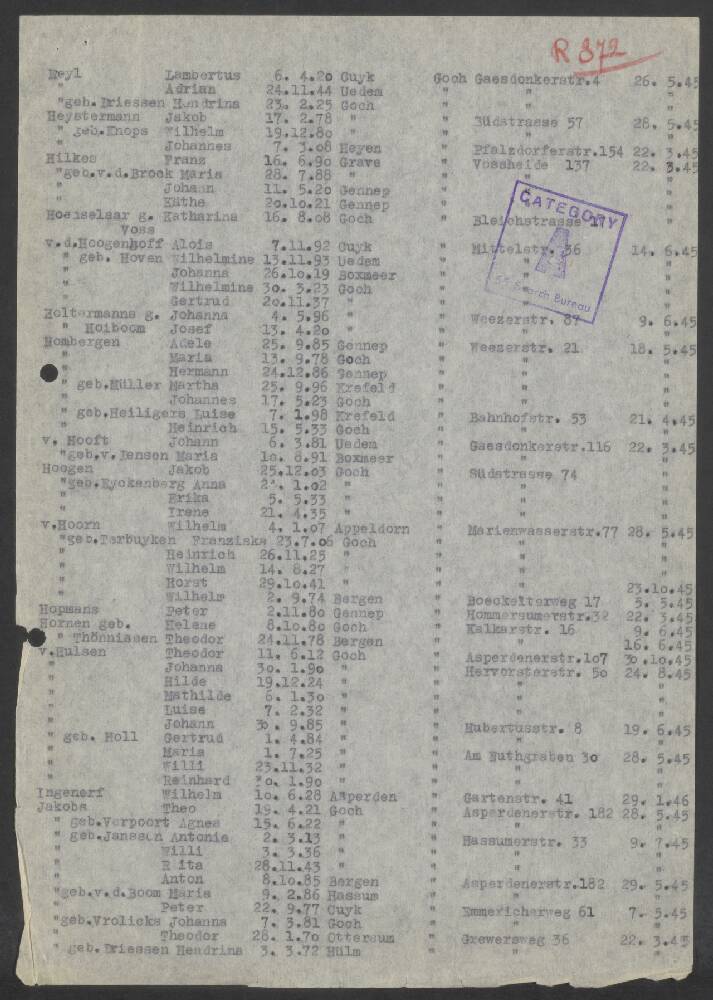 R 372
Heyl Lambertus 6. 4.20 Cuyk Goch Gaesdonkerstr.4 26. 5.45
" Adrian 24.11.44 Uedem " " "
"geb. Driessen Hendrina 23. 2.25 Goch " " "
Heystermann Jakob 17. 2.78 " " Südstrasse 57 28. 5.45
" geb.Knops Wilhelm 19.12.80 " " " "
" Johannes 7. 3.08 Heyen " Pfalzdorferstr.154 22. 3.45
Hilkes Franz 16. 6.90 Grave " Vossheide 137 22. 3.45
"geb.v.d.Brock Maria 28. 7.88 " " " "
" Johann 11. 5.20 Gennep " "
" Käthe 20.10.21 Gennep " "
Hoenselaar g. Katharina 16. 8.08 Goch " Bleichstrasse
Voss
v.d.Hoogenhoff Alois 7.11.92 Cuyk " Mittelstr. 36 14. 6.45
" geb. Hoven Wilhelmine 13.11.93 Uedem " "
" Johanna 26.10.19 Boxmeer " "
" Wilhelmine 30. 3.23 Goch " "
" Gertrud 20.11.37 " " "
Holtermanns g. Johanna 4. 5.96 " " Weezerstr. 87 9. 6.45
" Hoiboom Josef 13. 4.20 " " " "
Hombergen Adele 25. 9.85 Gennep " Weezerstr. 21 18. 5.45
" Maria 13. 9.78 Goch " " "
" Hermann 24.12.86 Gennep " " "
" geb.Müller Martha 25. 9.96 Krefeld " " "
" Johannes 17. 5.23 Goch " " "
" geb.Heiligers Luise 7. 1.98 Krefeld " Bahnhofstr. 53 21. 4.45
" Heinrich 15. 5.33 Goch " " "
v. Hooft Johann 6. 3.81 Uedem " Gaesdonkerstr.116 22. 3.45
"geb.v.Densen Maria 10. 8.91 Boxmeer " " "
Hoogen Jakob 25.12.03 Goch " Südstrasse 74 "
"geb.Eyckenberg Anna 1.02 " " " "
" Erika 5. 5.33 " " " "
" Irene 21. 4.35 " " " "
v.Hoorn Wilhelm 4. 1.07 Appeldorn " Marienwasserstr.77 28. 5.45
"geb.Terbuyken Franziska 23.7.06 Goch " " "
" Heinrich 26.11.25 " " " "
" Wilhelm 14. 8.27 " " "
" Horst 29.10.41 " " " 23.10.45
" Wilhelm 2. 9.74 Bergen " Boeckelterweg 17 5. 5.45
Hopmans Peter 2.11.80 Gennep " Hommersumerstr.32 22. 3.45
Hornen geb. Helene 8.10.80 Goch " Kalkarstr. 16 9. 6.45
" Thönnissen Theodor 24.11.78 Bergen " " 16. 6.45
v.Hulsen Theodor 11. 6.12 Goch " Asperdenerstr.107 30.10.45
" Johanna 30. 1.90 " " Hervorsterstr. 50 24. 8.45
" Hilde 19.12.24 " " " "
" Mathilde 6. 1.30 " " " "
" Luise 7. 2.32 " " " "
" Johann 30. 9.85 " " Hubertusstr. 8 19. 6.45
" geb. Holl Gertrud 1. 4.84 " " " "
" Maria 1. 7.25 " " Am Nuthgraben 30 28. 5.45
" Willi 23.11.32 " " " "
" Reinhard 1.90 " " " "
Ingenerf Wilhelm 10. 6.28 Asperden " Gartenstr. 41 29. 1.46
Jakobs Theo 19. 4.21 Goch " Asperdenerstr. 182 28. 5.45
" geb.Verpoort Agnes 15. 6.22 " " " "
" geb.Janssen Antonie 2. 3.13 " " Hassumerstr. 33 9. 7.45
" Willi 3. 3.36 " " " "
" Rita 28.11.43 " " " "
" Anton 8.10.85 Bergen " Asperdenerstr.182 29. 5.45
"geb.v.d.Boom Maria 9. 2.86 Hassum " " "
" Peter 22. 9.77 Cuyk " Emmericherweg 61 7. 5.45
"geb.Vrolicks Johanna 7. 3.81 Goch " " "
" Theodor 28. 1.70 Ottersum " Grewersweg 36 22. 3.45
" geb.Driessen Hendrina 3. 3.72 Hülm " " "
CATEGORY
A
Search Bureau